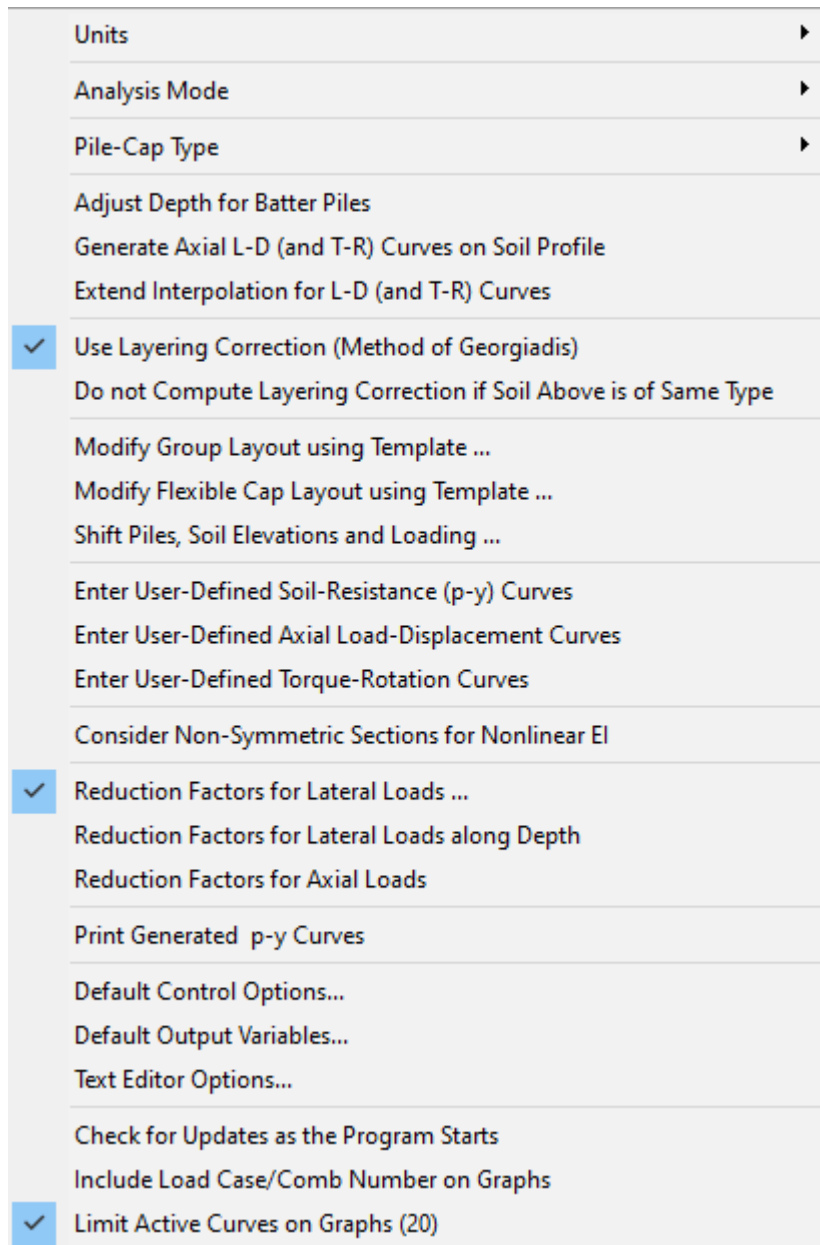 Units
Analysis Mode
Pile-Cap Type
Adjust Depth for Batter Piles
Generate Axial L-D (and T-R) Curves on Soil Profile
Extend Interpolation for L-D (and T-R) Curves
Use Layering Correction (Method of Georgiadis)
Do not Compute Layering Correction if Soil Above is of Same Type
Modify Group Layout using Template ...
Modify Flexible Cap Layout using Template ...
Shift Piles, Soil Elevations and Loading ...
Enter User-Defined Soil-Resistance (p-y) Curves
Enter User-Defined Axial Load-Displacement Curves
Enter User-Defined Torque-Rotation Curves
Consider Non-Symmetric Sections for Nonlinear EI
Reduction Factors for Lateral Loads ...
Reduction Factors for Lateral Loads along Depth
Reduction Factors for Axial Loads
Print Generated  p-y Curves
Default Control Options...
Default Output Variables...
Text Editor Options...
Check for Updates as the Program Starts
Include Load Case/Comb Number on Graphs
Limit Active Curves on Graphs (20)